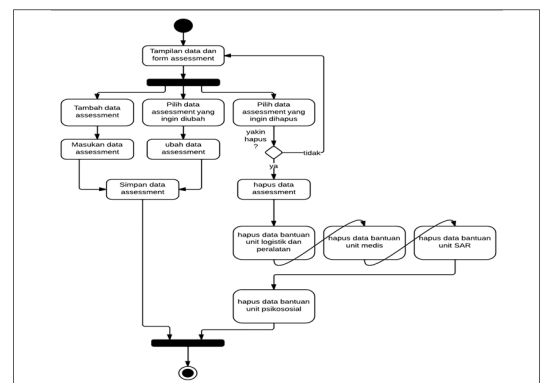 Tampilan data dan
form assessment
Tambah data
assessment
Pilih data
assessment yang
ingin diubah
Pilih data
assessment yang
ingin dihapus
Masukan data
assessment
ubah data
assessment
yakin
hapus
?
tidak
ya
Simpan data
assessment
hapus data
assessment
hapus data bantuan
unit logistik dan
peralatan
hapus data bantuan
unit medis
hapus data bantuan
unit SAR
hapus data bantuan
unit psikososial